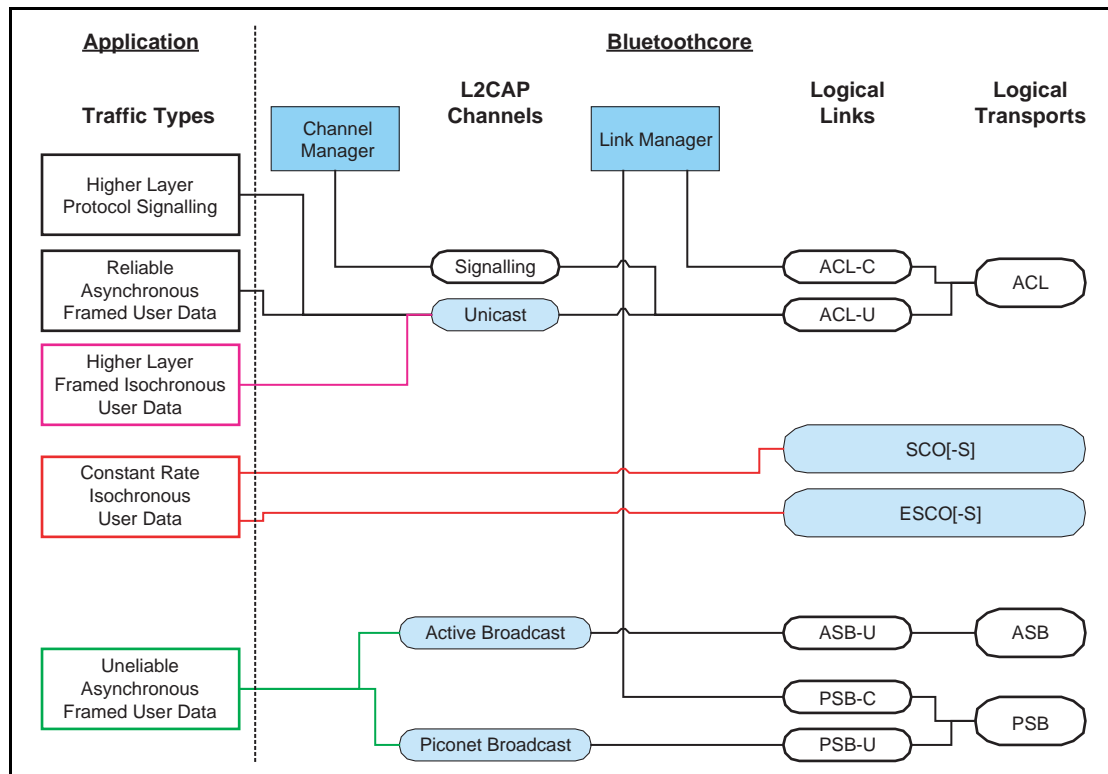 Application
Bluetoothcore
Traffic Types
L2CAP
Channels
Logical
Links
Logical
Transports
Channel
Manager
Link Manager
Higher Layer
Protocol Signalling
Reliable
Asynchronous
Framed User Data
Signalling
ACL-C
ACL
Unicast
ACL-U
Higher Layer
Framed Isochronous
User Data
Constant Rate
Isochronous
User Data
SCO[-S]
ESCO[-S]
Uneliable
Asynchronous
Framed User Data
Active Broadcast
ASB-U
ASB
PSB-C
PSB
Piconet Broadcast
PSB-U